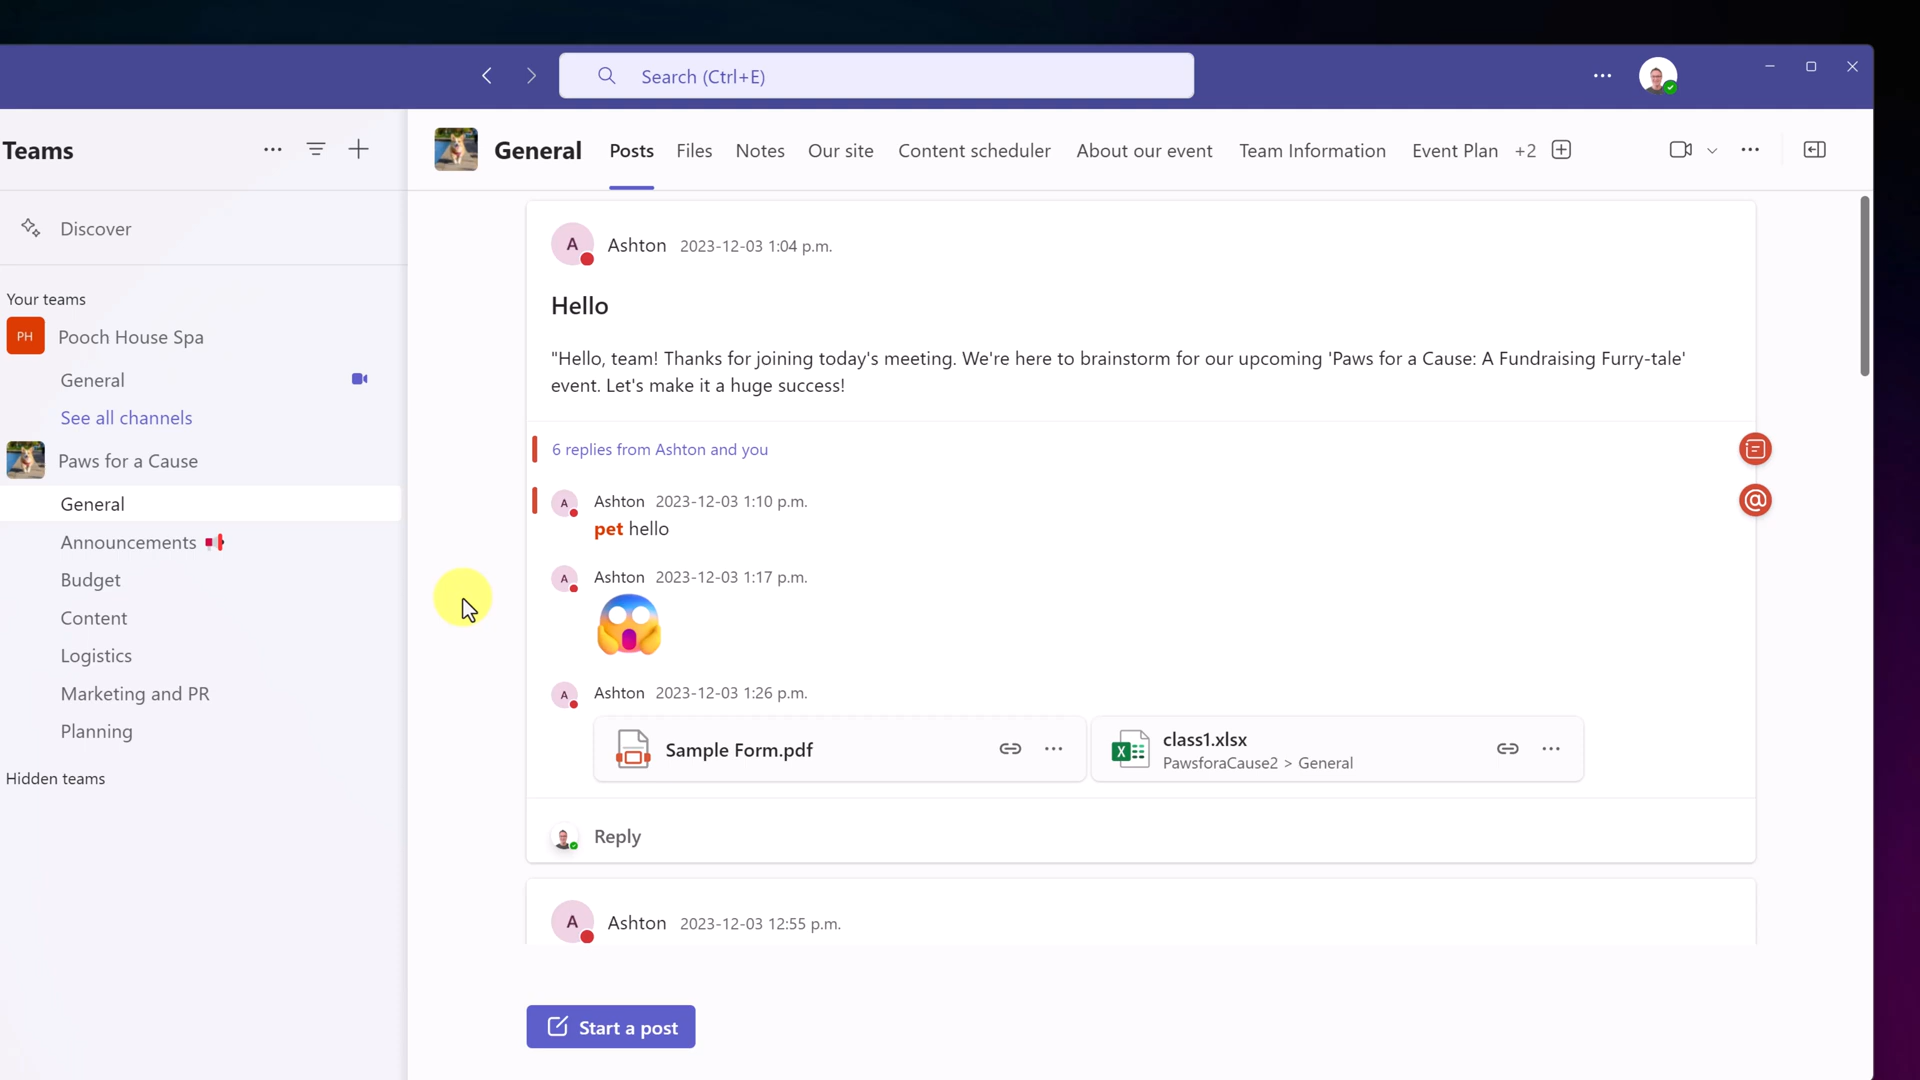 Search (Ctrl+E)
Teams
General Posts Files Notes Our site Content scheduler About our event Team Information Event Plan +2
Discover
Your teams
PH Pooch House Spa
General
See all channels
Paws for a Cause
General
Announcements
Budget
Content
Logistics
Marketing and PR
Planning
Hidden teams
A Ashton 2023-12-03 1:04 p.m.
Hello
"Hello, team! Thanks for joining today's meeting. We're here to brainstorm for our upcoming 'Paws for a Cause: A Fundraising Furry-tale'
event. Let's make it a huge success!
6 replies from Ashton and you
A Ashton 2023-12-03 1:10 p.m.
pet hello
A Ashton 2023-12-03 1:17 p.m.
A Ashton 2023-12-03 1:26 p.m.
Sample Form.pdf
class1.xlsx
PawsforaCause2 > General
Reply
A Ashton 2023-12-03 12:55 p.m.
Start a post